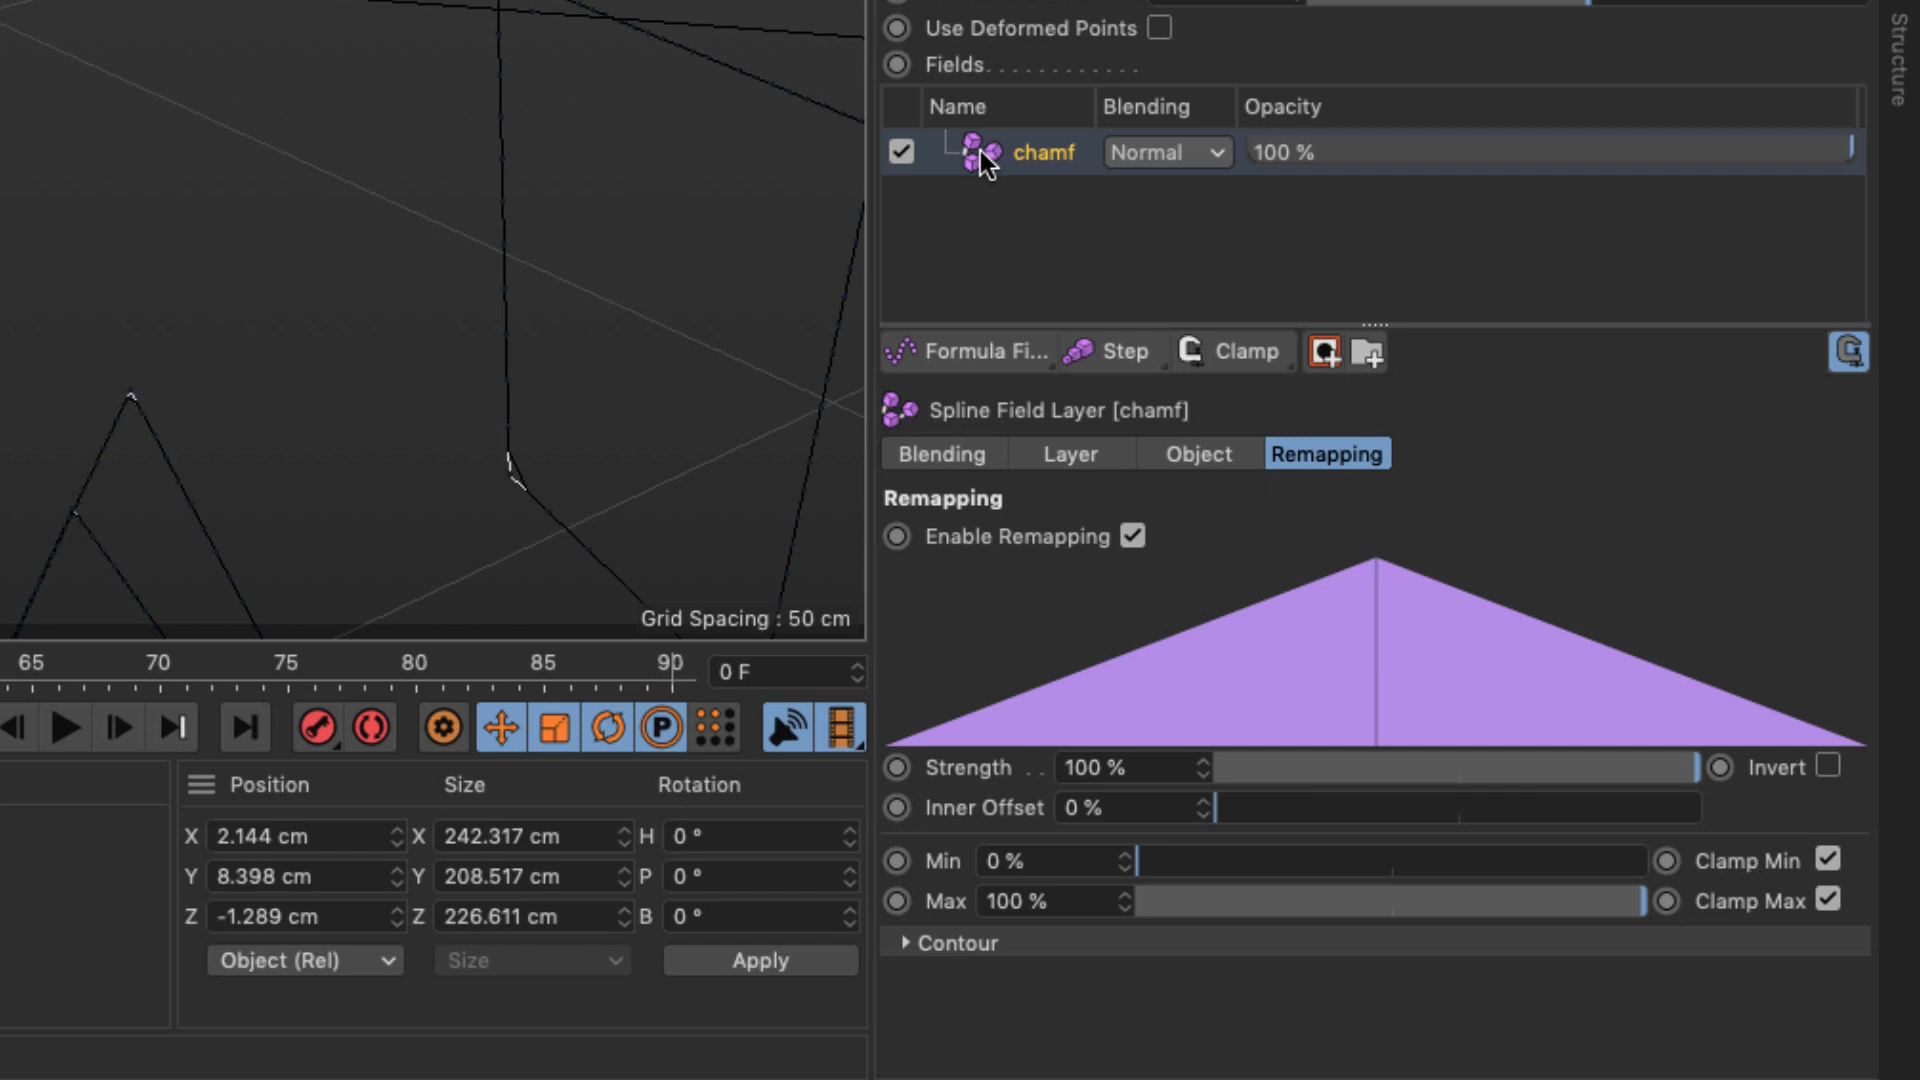 Use Deformed Points
Fields. . . . . . . . . . . .
Structure
Name Blending Opacity
chamf Normal 100 %
Formula Fi... Step Clamp
Spline Field Layer [chamf]
Blending Layer Object Remapping
Remapping
Enable Remapping
Grid Spacing : 50 cm
65 70 75 80 85 90 0 F
P
Strength . . 100 % Invert
Inner Offset 0 %
Min 0 % Clamp Min
Max 100 % Clamp Max
Contour
Position Size Rotation
X 2.144 cm X 242.317 cm H 0 °
Y 8.398 cm Y 208.517 cm P 0 °
Z -1.289 cm Z 226.611 cm B 0 °
Object (Rel) Size Apply